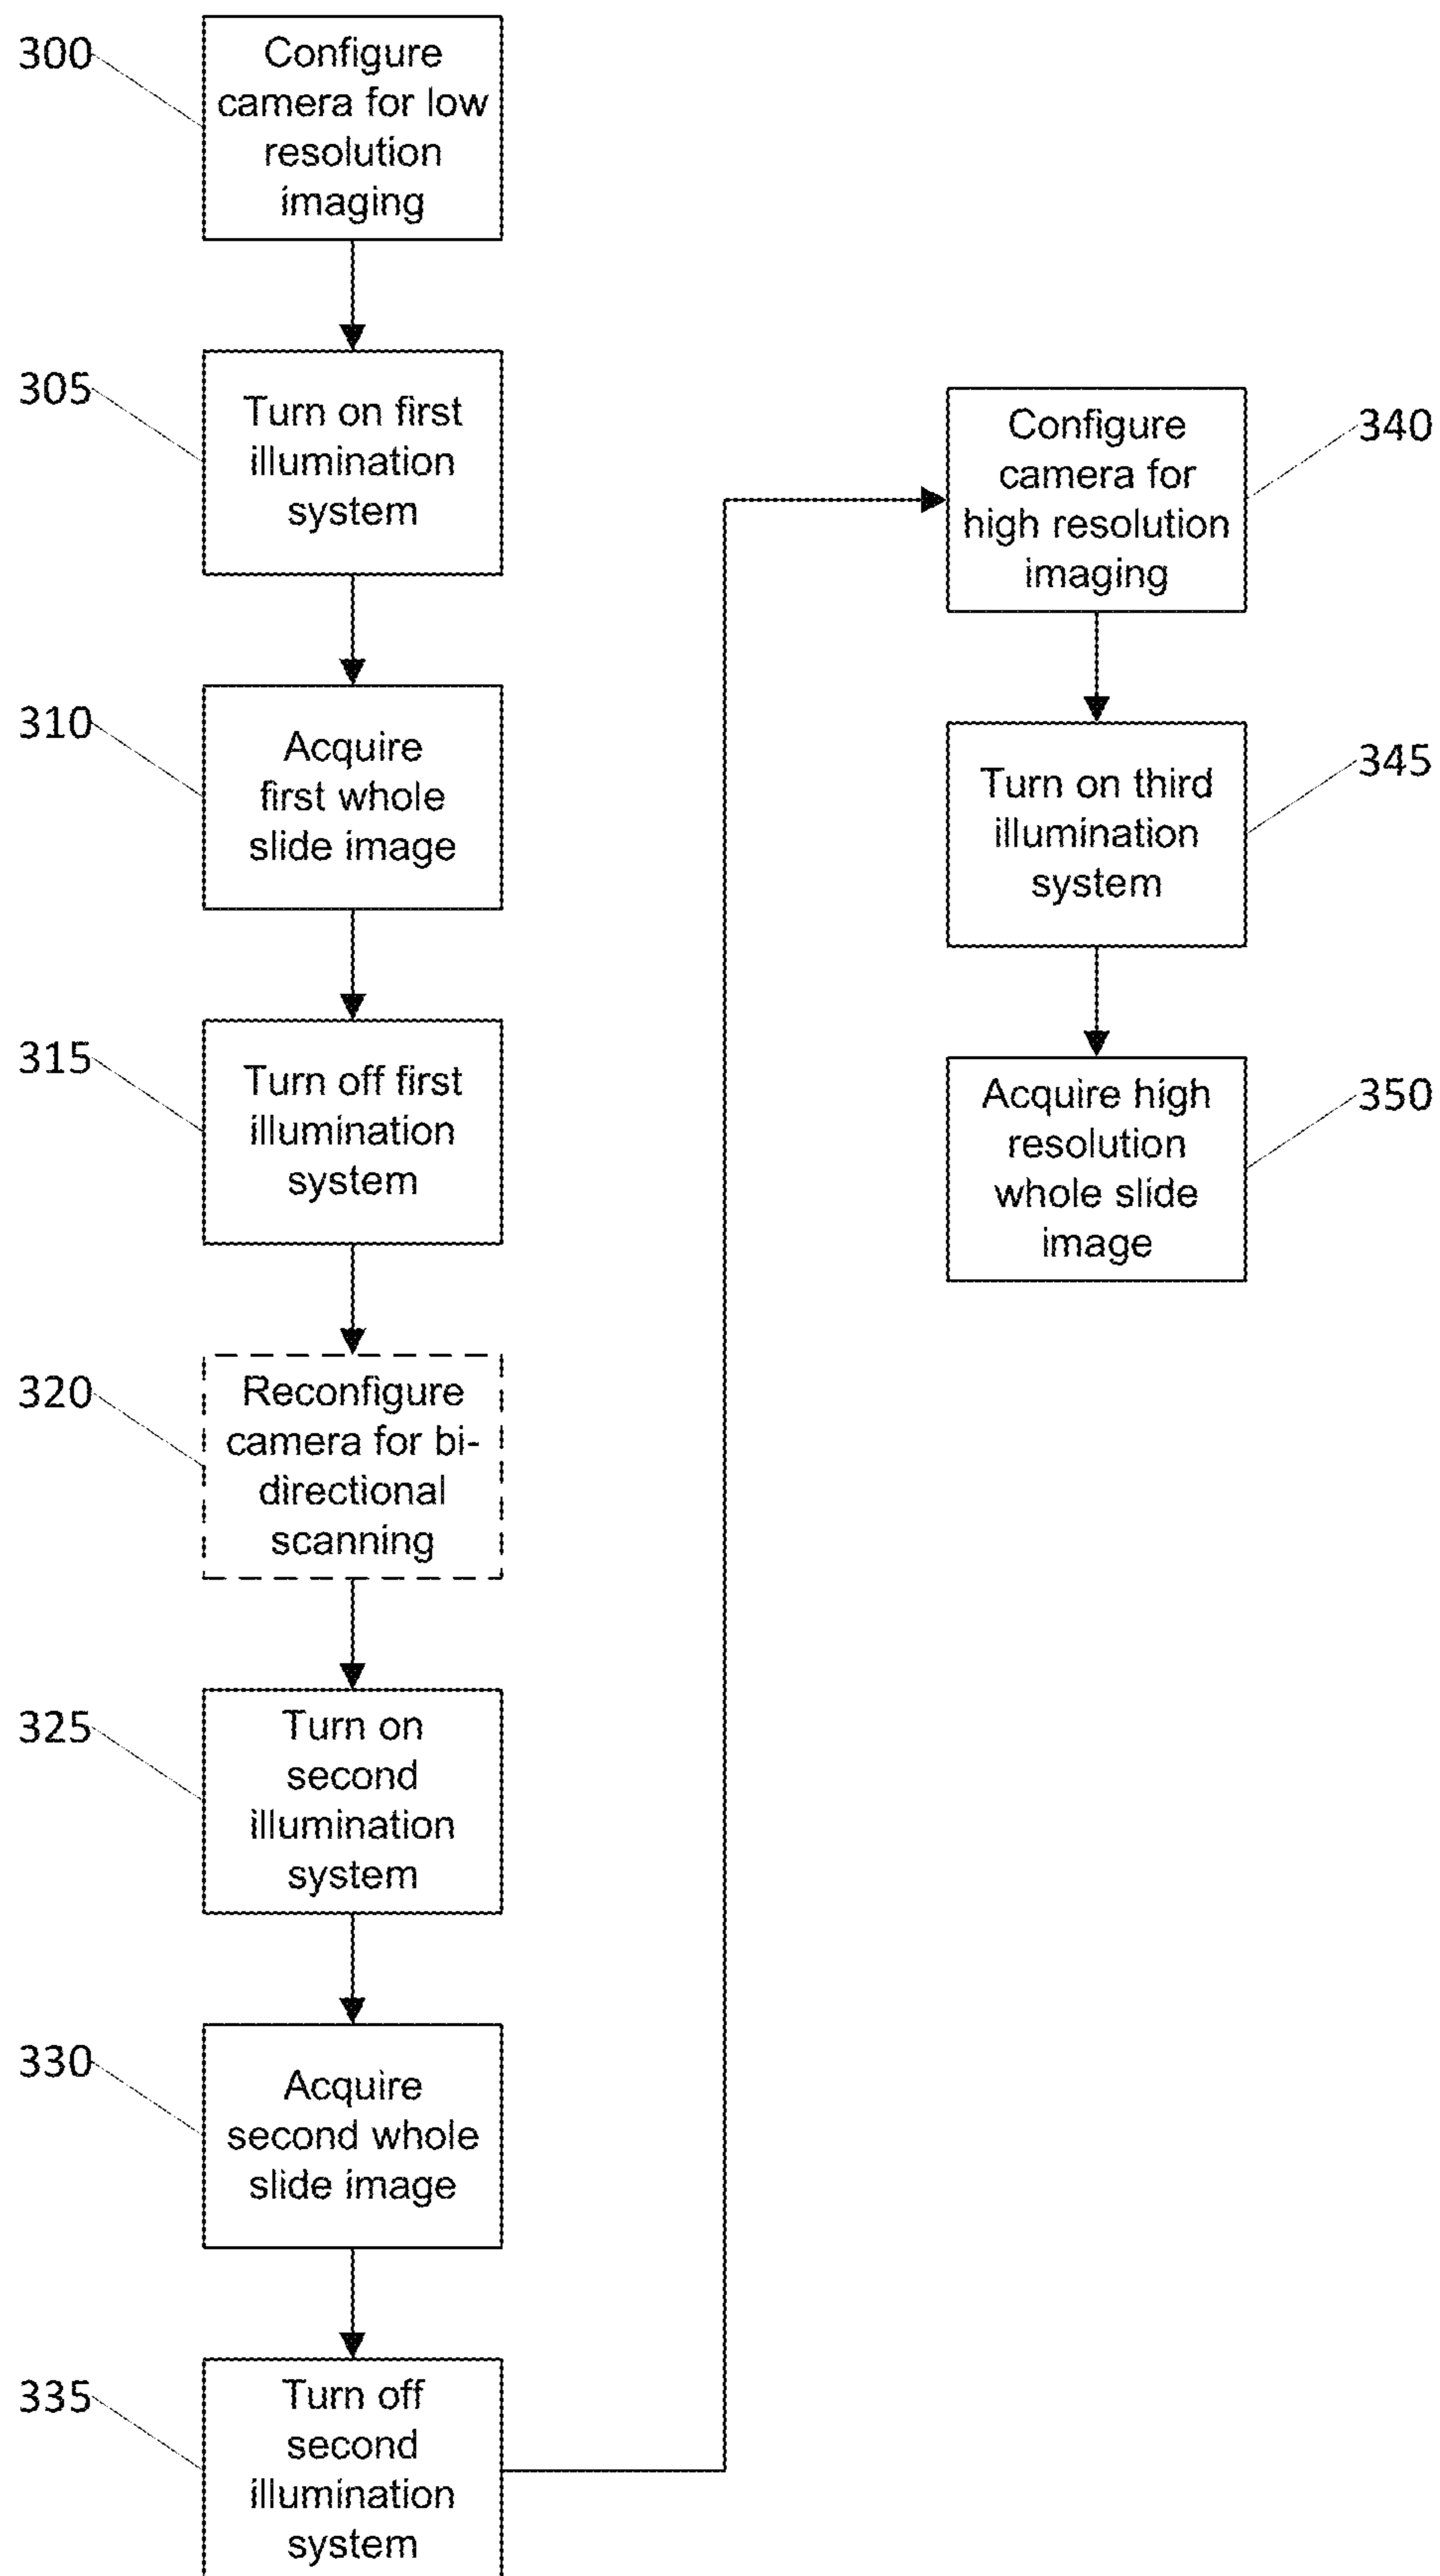 300
Configure
camera for low
resolution
imaging
305
Turn on first
illumination
system
310
Acquire
first whole
slide image
315
Turn off first
illumination
system
320
Reconfigure
camera for bi-
directional
scanning
325
Turn on
second
illumination
system
330
Acquire
second whole
slide image
335
Turn off
second
illumination
system
Configure
camera for
high resolution
imaging
340
Turn on third
illumination
system
345
Acquire high
resolution
whole slide
image
350